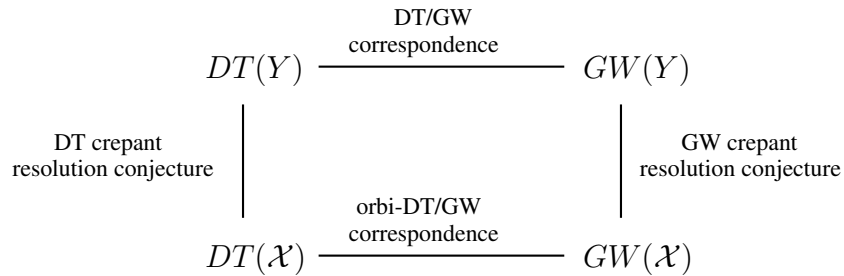 DT/GW
correspondence
DT(Y)
GW(Y)
DT crepant
resolution conjecture
GW crepant
resolution conjecture
orbi-DT/GW
correspondence
DT(𝒳)
GW(𝒳)